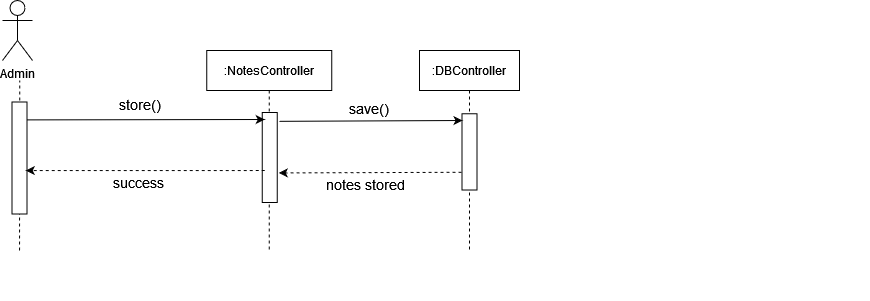 Admin
:NotesController
:DBController
store()
save()
success
notes stored